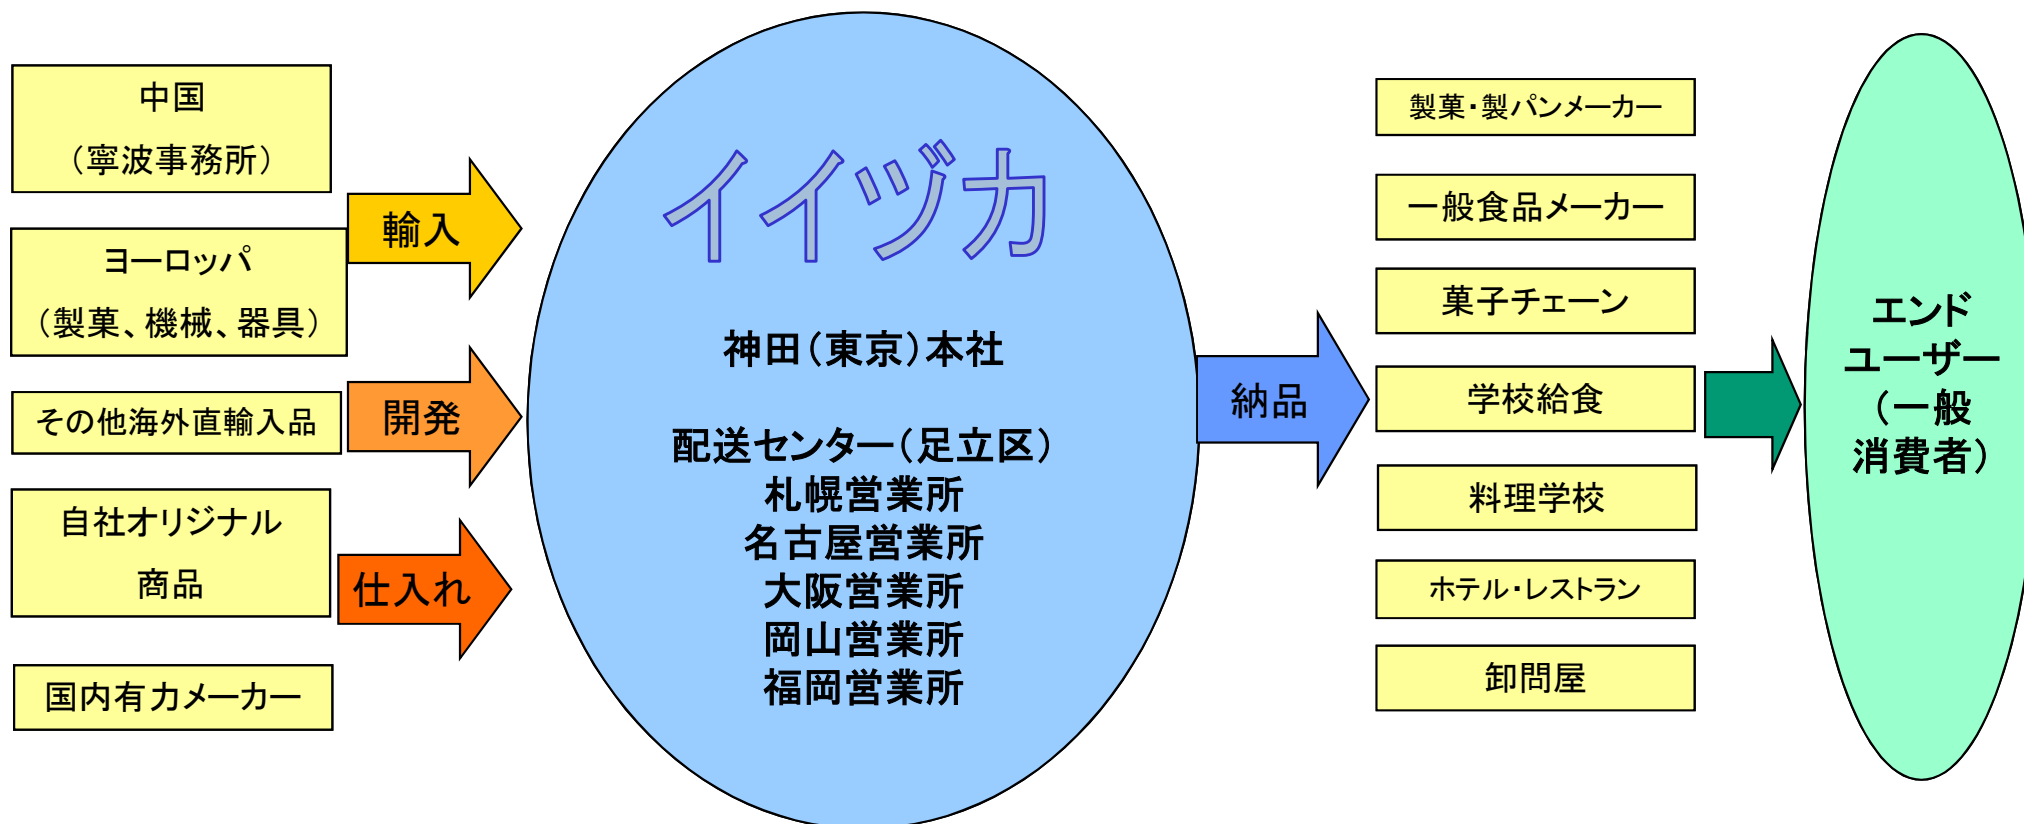 中国
（寧波事務所）
ヨーロッパ
（製菓、機械、器具）
その他海外直輸入品
自社オリジナル
商品
国内有力メーカー
輸入
開発
仕入れ
イイヅカ
神田（東京）本社
配送センター（足立区）
札幌営業所
名古屋営業所
大阪営業所
岡山営業所
福岡営業所
納品
製菓・製パンメーカー
一般食品メーカー
菓子チェーン
学校給食
料理学校
ホテル・レストラン
卸問屋
エンド
ユーザー
（一般
消費者）